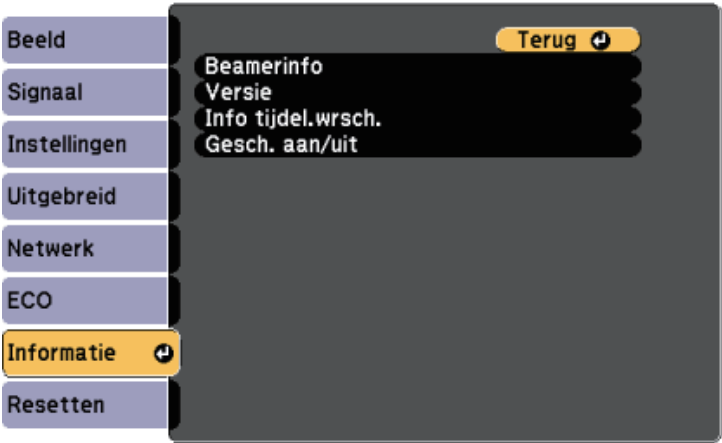 Beeld
Signaal
Instellingen
Uitgebreid
Netwerk
ECO
Informatie
Resetten
Terug
Beamerinfo
Versie
Info tijdel.wrsch.
Gesch. aan/uit